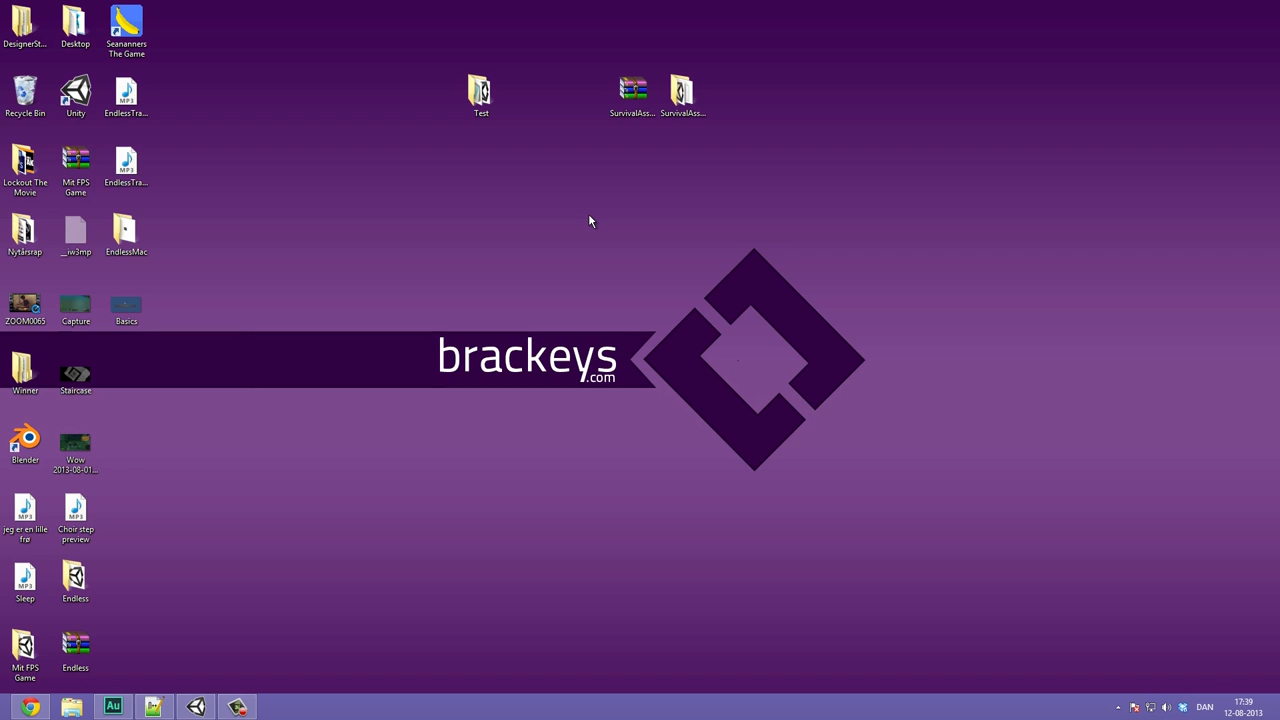 DesignerSt...
Desktop
Seananners
The Game
Recycle Bin
Unity
EndlessTra...
Test
SurvivalAss...
SurvivalAss...
Lockout The
Movie
Mit FPS
Game
EndlessTra...
Nytårsrap
__iw3mp
EndlessMac
ZOOM0065
Capture
Basics
Winner
Staircase
brackeys
.com
Blender
Wow
2013-08-01...
jeg er en lille
frø
Choir step
preview
Sleep
Endless
Mit FPS
Game
Endless
Au
DAN
17:39
12-08-2013